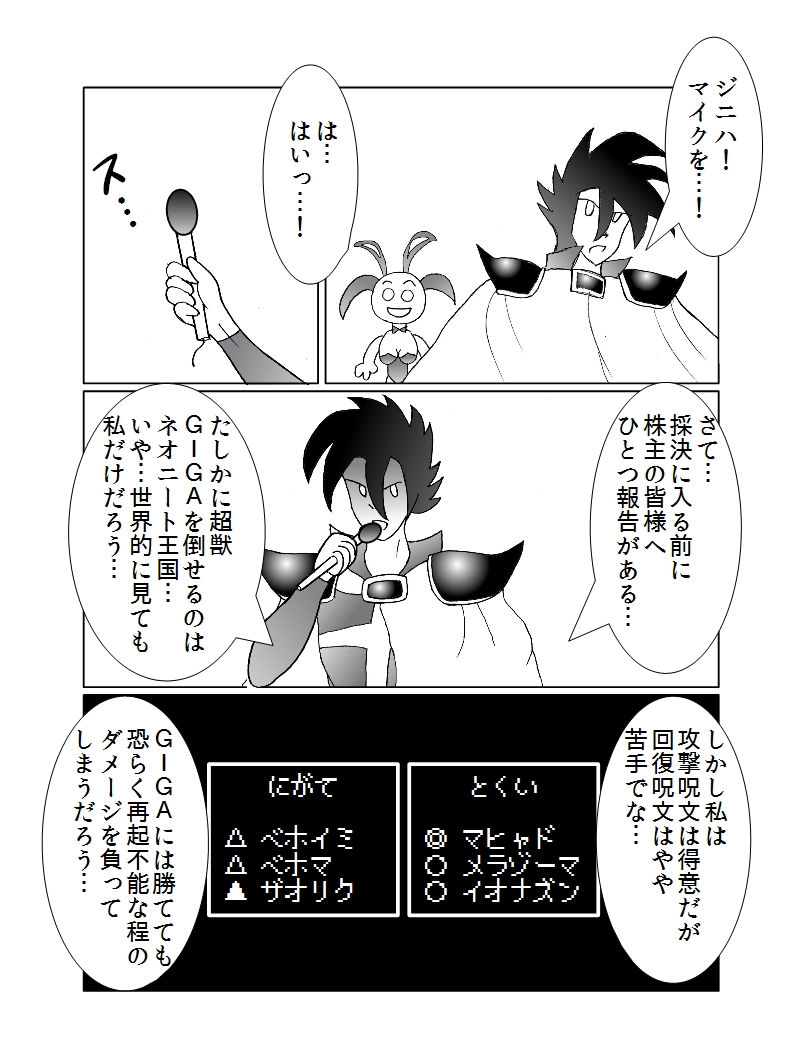 ジニハ！
マイクを…！
は…
はいっ…！
ス…
さて…
採決に入る前に
株主の皆様へ
ひとつ報告がある…
たしかに超獣
ＧＩＧＡを倒せるのは
ネオニート王国…
いや…世界的に見ても
私だけだろう…
しかし私は
攻撃呪文は得意だが
回復呪文はやや
苦手でな…
とくい
◎ マヒャド
○ メラゾーマ
○ イオナズン
にがて
△ ベホイミ
△ ベホマ
▲ ザオリク
ＧＩＧＡには勝てても
恐らく再起不能な程の
ダメージを負って
しまうだろう…